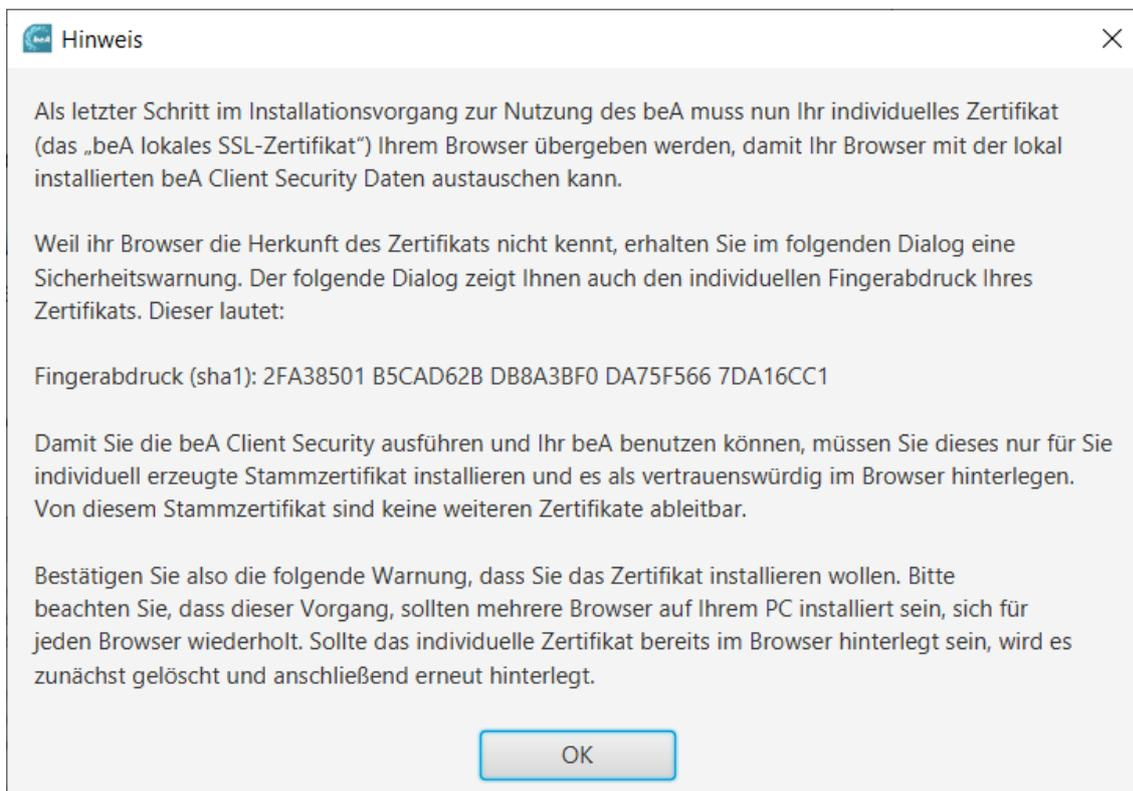 beA Hinweis
Als letzter Schritt im Installationsvorgang zur Nutzung des beA muss nun Ihr individuelles Zertifikat
(das „beA lokales SSL-Zertifikat“) Ihrem Browser übergeben werden, damit Ihr Browser mit der lokal
installierten beA Client Security Daten austauschen kann.
Weil ihr Browser die Herkunft des Zertifikats nicht kennt, erhalten Sie im folgenden Dialog eine
Sicherheitswarnung. Der folgende Dialog zeigt Ihnen auch den individuellen Fingerabdruck Ihres
Zertifikats. Dieser lautet:
Fingerabdruck (sha1): 2FA38501 B5CAD62B DB8A3BF0 DA75F566 7DA16CC1
Damit Sie die beA Client Security ausführen und Ihr beA benutzen können, müssen Sie dieses nur für Sie
individuell erzeugte Stammzertifikat installieren und es als vertrauenswürdig im Browser hinterlegen.
Von diesem Stammzertifikat sind keine weiteren Zertifikate ableitbar.
Bestätigen Sie also die folgende Warnung, dass Sie das Zertifikat installieren wollen. Bitte
beachten Sie, dass dieser Vorgang, sollten mehrere Browser auf Ihrem PC installiert sein, sich für
jeden Browser wiederholt. Sollte das individuelle Zertifikat bereits im Browser hinterlegt sein, wird es
zunächst gelöscht und anschließend erneut hinterlegt.
OK